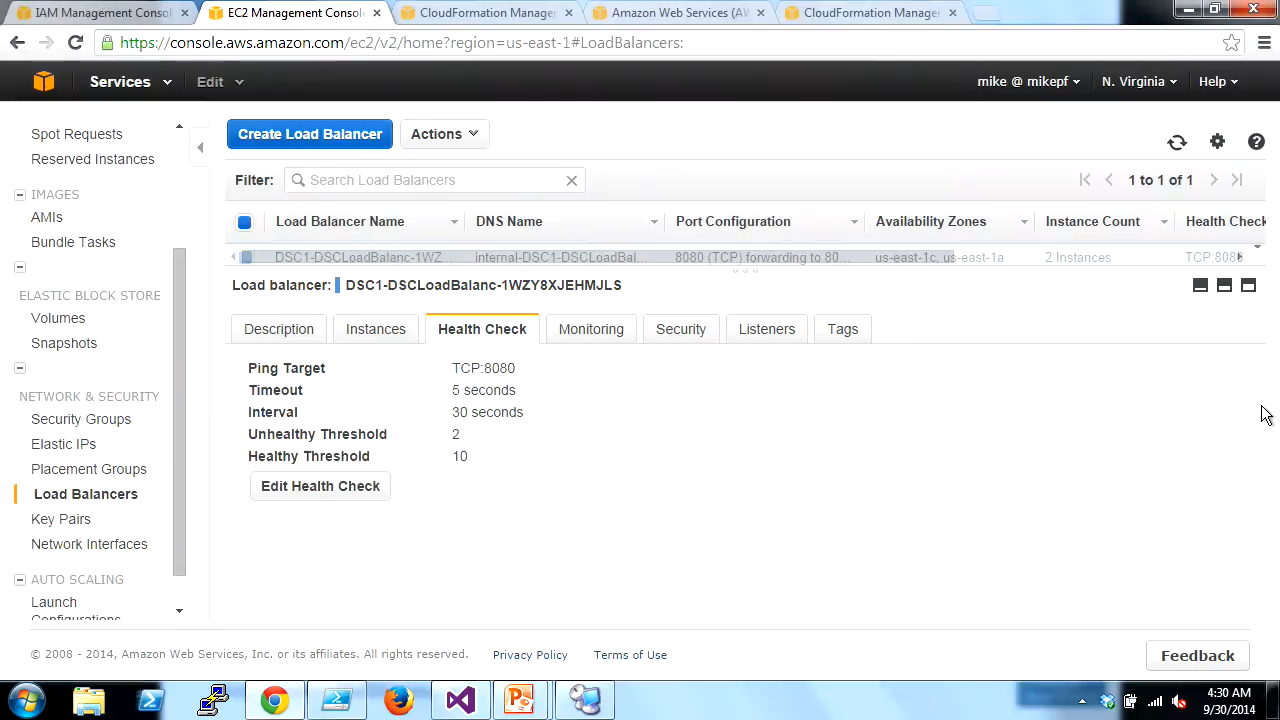 IAM Management Conso
EC2 Management Conso
CloudFormation Manage
Amazon Web Services (AW
CloudFormation Manage
https://console.aws.amazon.com/ec2/v2/home?region=us-east-1#LoadBalancers:
Services
Edit
mike @ mikepf
N. Virginia
Help
Spot Requests
Reserved Instances
IMAGES
AMIs
Bundle Tasks
ELASTIC BLOCK STORE
Volumes
Snapshots
NETWORK & SECURITY
Security Groups
Elastic IPs
Placement Groups
Load Balancers
Key Pairs
Network Interfaces
AUTO SCALING
Launch
Configurations
Create Load Balancer
Actions
Filter:
Search Load Balancers
1 to 1 of 1
Load Balancer Name
DNS Name
Port Configuration
Availability Zones
Instance Count
Health Check
DSC1-DSCLoadBalanc-1WZ...
internal-DSC1-DSCLoadBal...
8080 (TCP) forwarding to 80...
us-east-1c, us-east-1a
2 Instances
TCP:808
Load balancer:
DSC1-DSCLoadBalanc-1WZY8XJEHMJLS
Description
Instances
Health Check
Monitoring
Security
Listeners
Tags
Ping Target TCP:8080
Timeout 5 seconds
Interval 30 seconds
Unhealthy Threshold 2
Healthy Threshold 10
Edit Health Check
© 2008 - 2014, Amazon Web Services, Inc. or its affiliates. All rights reserved.
Privacy Policy
Terms of Use
Feedback
4:30 AM
9/30/2014